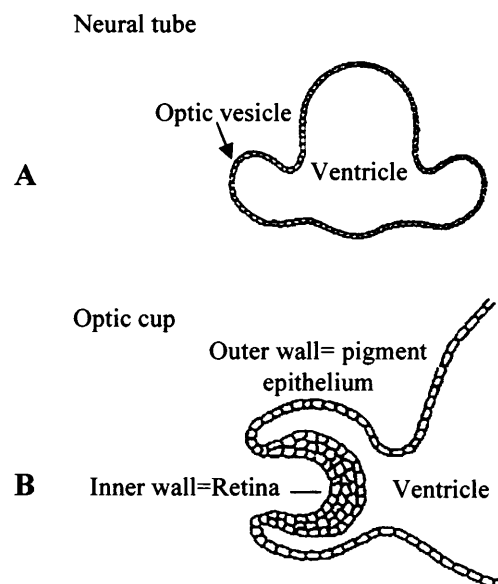 Neural tube
Optic vesicle
A
Ventricle
Optic cup
Outer wall= pigment
epithelium
B
Inner wall=Retina
Ventricle